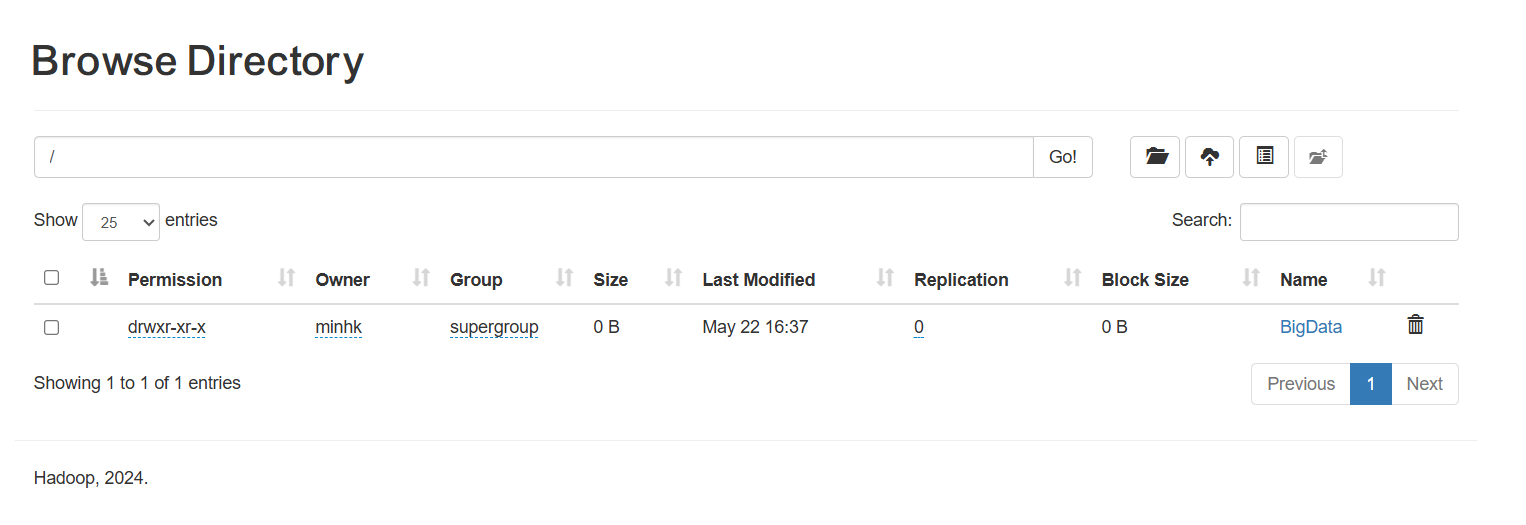 Browse Directory
/ Go!
Show 25 entries Search:
Permission Owner Group Size Last Modified Replication Block Size Name
drwxr-xr-x minhk supergroup 0 B May 22 16:37 0 0 B BigData
Showing 1 to 1 of 1 entries Previous 1 Next
Hadoop, 2024.